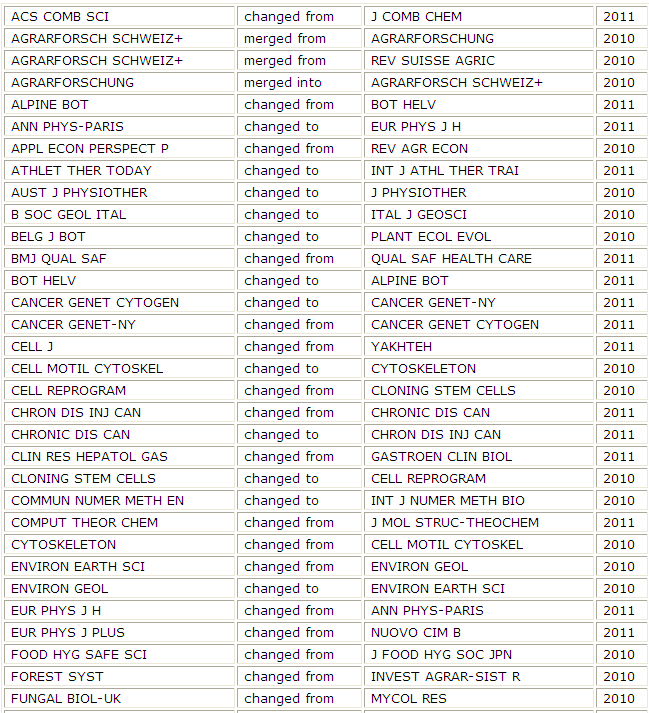 ACS COMB SCI changed from J COMB CHEM 2011
AGRARFORSCH SCHWEIZ+ merged from AGRARFORSCHUNG 2010
AGRARFORSCH SCHWEIZ+ merged from REV SUISSE AGRIC 2010
AGRARFORSCHUNG merged into AGRARFORSCH SCHWEIZ+ 2010
ALPINE BOT changed from BOT HELV 2011
ANN PHYS-PARIS changed to EUR PHYS J H 2011
APPL ECON PERSPECT P changed from REV AGR ECON 2010
ATHLET THER TODAY changed to INT J ATHL THER TRAI 2011
AUST J PHYSIOTHER changed to J PHYSIOTHER 2010
B SOC GEOL ITAL changed to ITAL J GEOSCI 2010
BELG J BOT changed to PLANT ECOL EVOL 2010
BMJ QUAL SAF changed from QUAL SAF HEALTH CARE 2011
BOT HELV changed to ALPINE BOT 2011
CANCER GENET CYTOGEN changed to CANCER GENET-NY 2011
CANCER GENET-NY changed from CANCER GENET CYTOGEN 2011
CELL J changed from YAKHTEH 2011
CELL MOTIL CYTOSKEL changed to CYTOSKELETON 2010
CELL REPROGRAM changed from CLONING STEM CELLS 2010
CHRON DIS INJ CAN changed from CHRONIC DIS CAN 2011
CHRONIC DIS CAN changed to CHRON DIS INJ CAN 2011
CLIN RES HEPATOL GAS changed from GASTROEN CLIN BIOL 2011
CLONING STEM CELLS changed to CELL REPROGRAM 2010
COMMUN NUMER METH EN changed to INT J NUMER METH BIO 2010
COMPUT THEOR CHEM changed from J MOL STRUC-THEOCHEM 2011
CYTOSKELETON changed from CELL MOTIL CYTOSKEL 2010
ENVIRON EARTH SCI changed from ENVIRON GEOL 2010
ENVIRON GEOL changed to ENVIRON EARTH SCI 2010
EUR PHYS J H changed from ANN PHYS-PARIS 2011
EUR PHYS J PLUS changed from NUOVO CIM B 2011
FOOD HYG SAFE SCI changed from J FOOD HYG SOC JPN 2010
FOREST SYST changed from INVEST AGRAR-SIST R 2010
FUNGAL BIOL-UK changed from MYCOL RES 2010